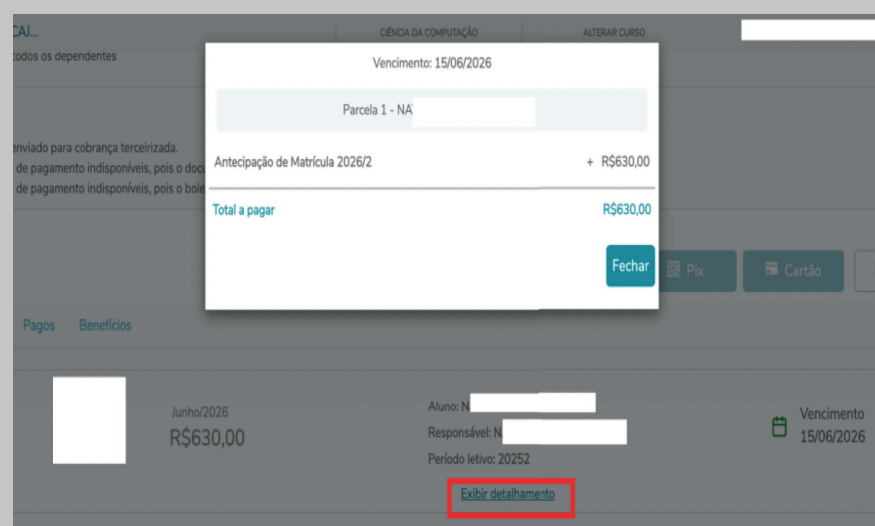 CAJ...
CIÊNCIA DA COMPUTAÇÃO
ALTERAR CURSO
todos os dependentes
Vencimento: 15/06/2026
Parcela 1 - NA
enviado para cobrança terceirizada.
de pagamento indisponíveis, pois o docu
de pagamento indisponíveis, pois o bole
Antecipação de Matrícula 2026/2 + R$630,00
Total a pagar R$630,00
Fechar
Pix
Cartão
Pagos Benefícios
Junho/2026
R$630,00
Aluno: N
Responsável: N
Período letivo: 20252
Exibir detalhamento
Vencimento
15/06/2026